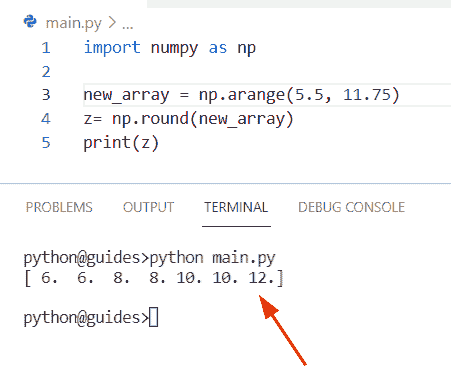 main.py > ...
1 import numpy as np
2
3 new_array = np.arange(5.5, 11.75)
4 z= np.round(new_array)
5 print(z)
PROBLEMS OUTPUT TERMINAL DEBUG CONSOLE
python@guides>python main.py
[ 6.  6.  8.  8. 10. 10. 12.]
python@guides>